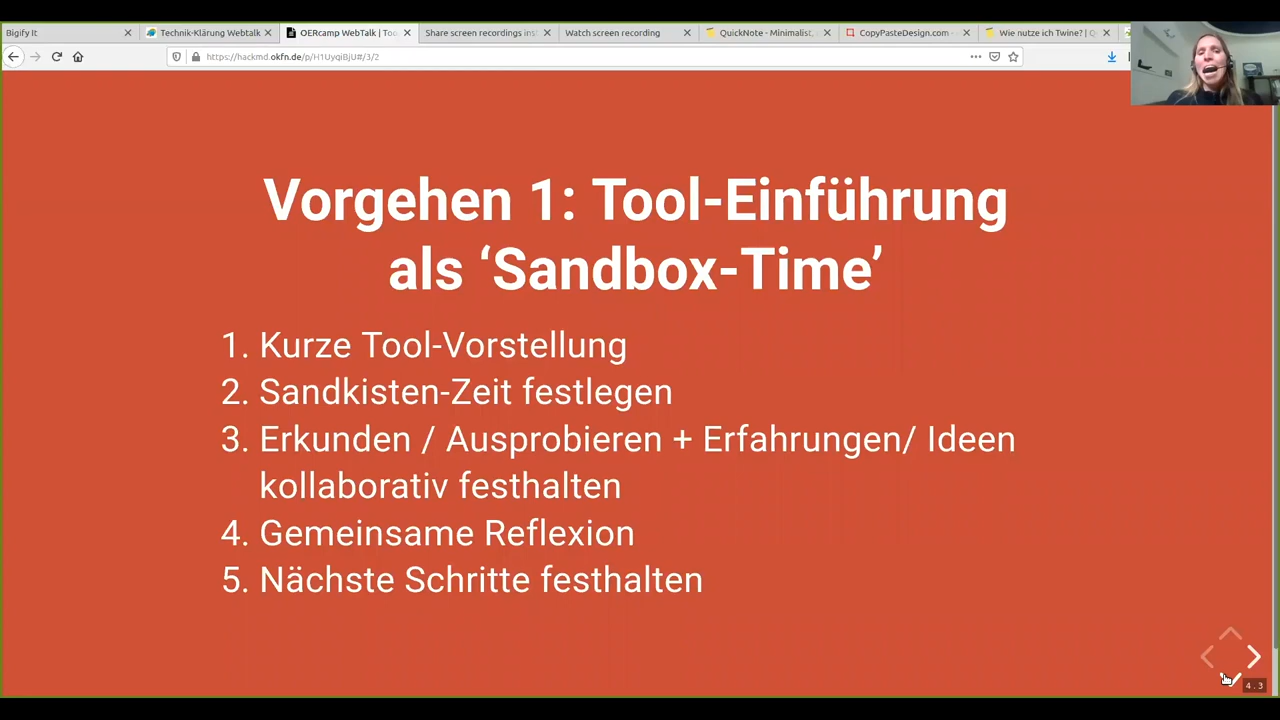 Bigify It
Technik-Klärung Webtalk
OERcamp WebTalk | Too
Share screen recordings ins
Watch screen recording
QuickNote - Minimalist,
CopyPasteDesign.com -
Wie nutze ich Twine? | Q
https://hackmd.okfn.de/p/H1UyqiBjU#/3/2
Vorgehen 1: Tool-Einführung
als ‘Sandbox-Time’
1. Kurze Tool-Vorstellung
2. Sandkisten-Zeit festlegen
3. Erkunden / Ausprobieren + Erfahrungen/ Ideen
kollaborativ festhalten
4. Gemeinsame Reflexion
5. Nächste Schritte festhalten
4.3